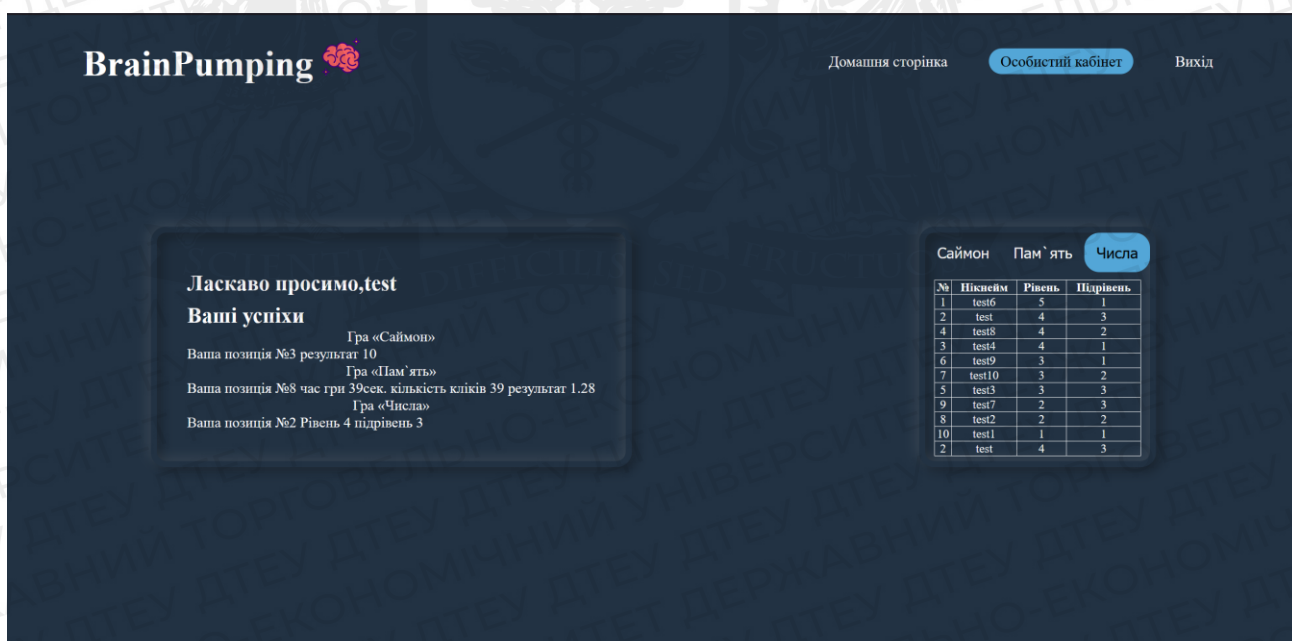 BrainPumping
Домашня сторінка Особистий кабінет Вихід
Ласкаво просимо,test
Ваші успіхи
Гра «Саймон»
Ваша позиція №3 результат 10
Гра «Пам`ять»
Ваша позиція №8 час гри 39сек. кількість кліків 39 результат 1.28
Гра «Числа»
Ваша позиція №2 Рівень 4 підрівень 3
Саймон Пам`ять Числа
№ Нікнейм Рівень Підрівень
1 test6 5 1
2 test 4 3
4 test8 4 2
3 test4 4 1
6 test9 3 1
7 test10 3 2
5 test3 3 3
9 test7 2 3
8 test2 2 2
10 test1 1 1
2 test 4 3